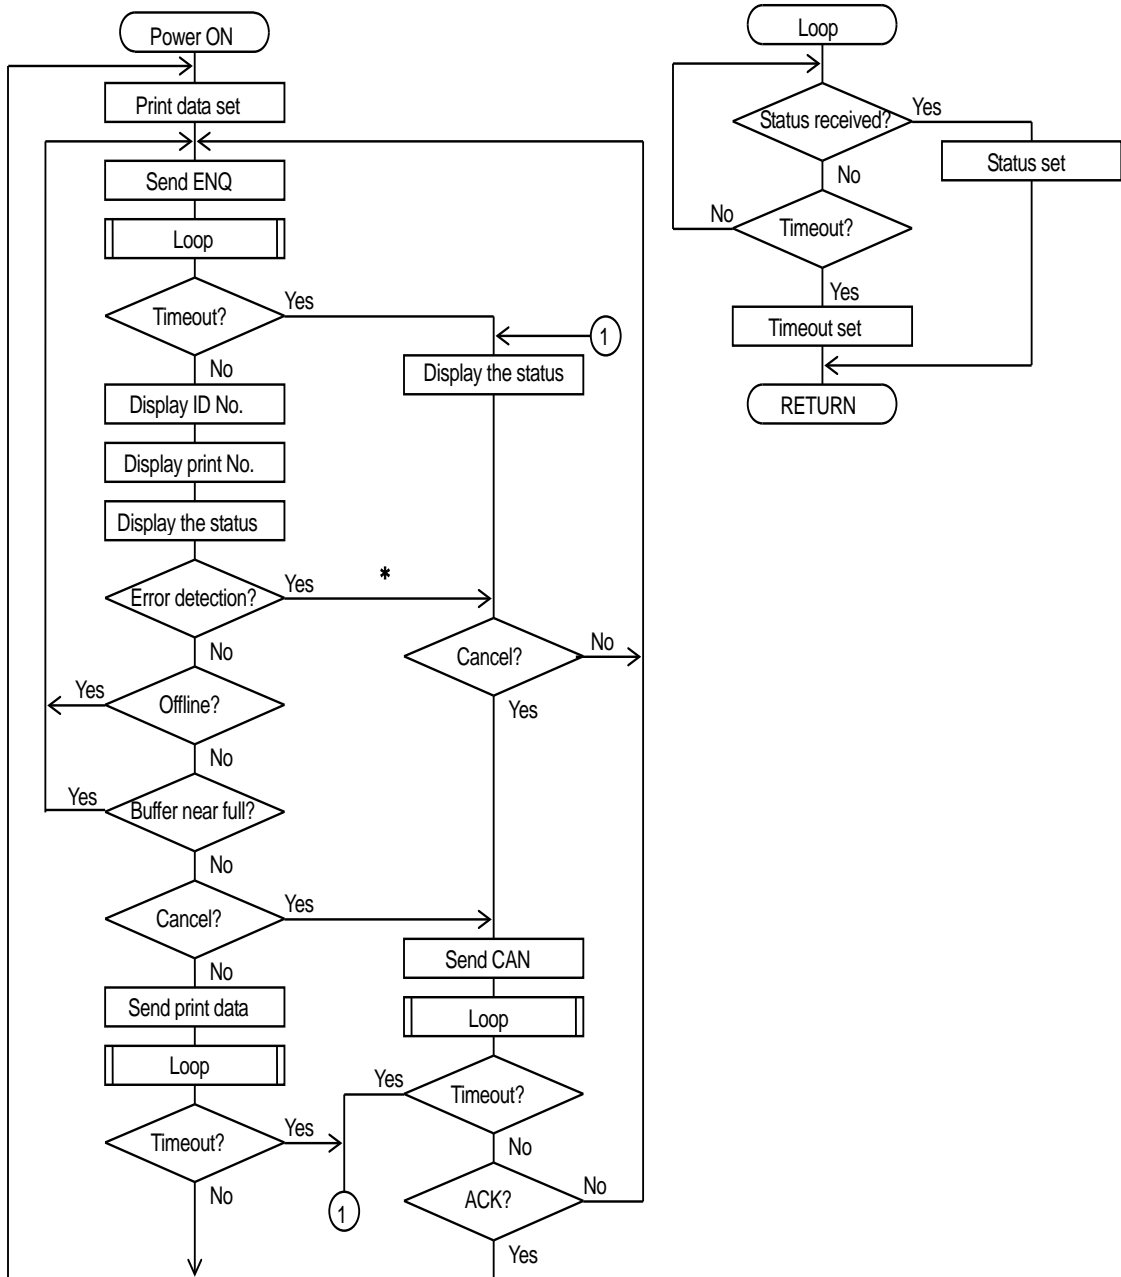 Power ON
Print data set
Send ENQ
Loop
Timeout?
Yes
No
1
Display the status
Display ID No.
Display print No.
Display the status
Error detection?
Yes
*
No
Cancel?
No
Yes
Offline?
Yes
No
Buffer near full?
Yes
No
Cancel?
Yes
No
Send print data
Loop
Timeout?
Yes
No
1
Send CAN
Loop
Timeout?
Yes
No
ACK?
No
Yes
Loop
Status received?
Yes
Status set
No
Timeout?
No
Yes
Timeout set
RETURN